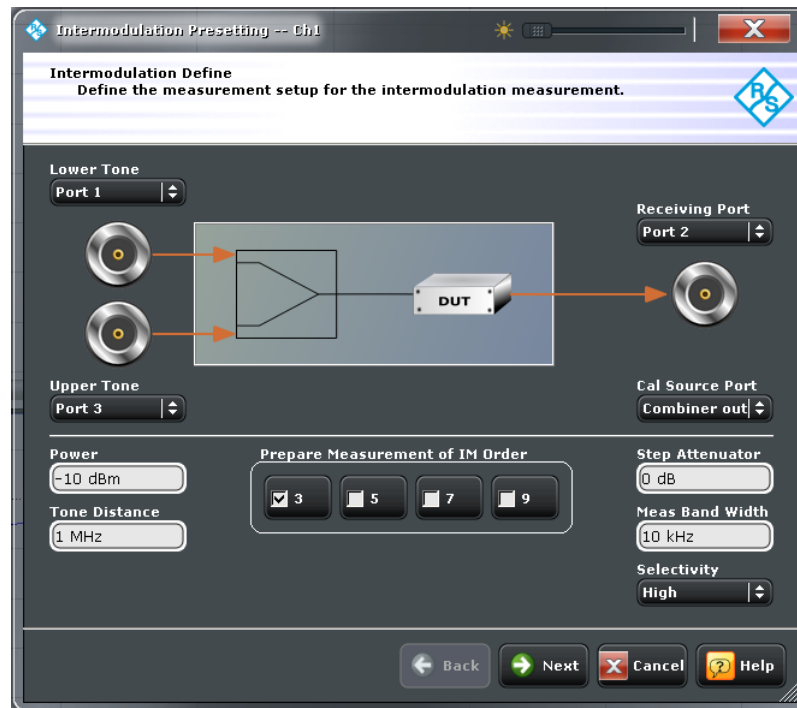 Intermodulation Presetting -- Ch1
Intermodulation Define
Define the measurement setup for the intermodulation measurement.
R&S
Lower Tone
Port 1
Receiving Port
Port 2
DUT
Upper Tone
Port 3
Cal Source Port
Combiner out
Power
-10 dBm
Prepare Measurement of IM Order
3
5
7
9
Step Attenuator
0 dB
Tone Distance
1 MHz
Meas Band Width
10 kHz
Selectivity
High
Back
Next
Cancel
Help